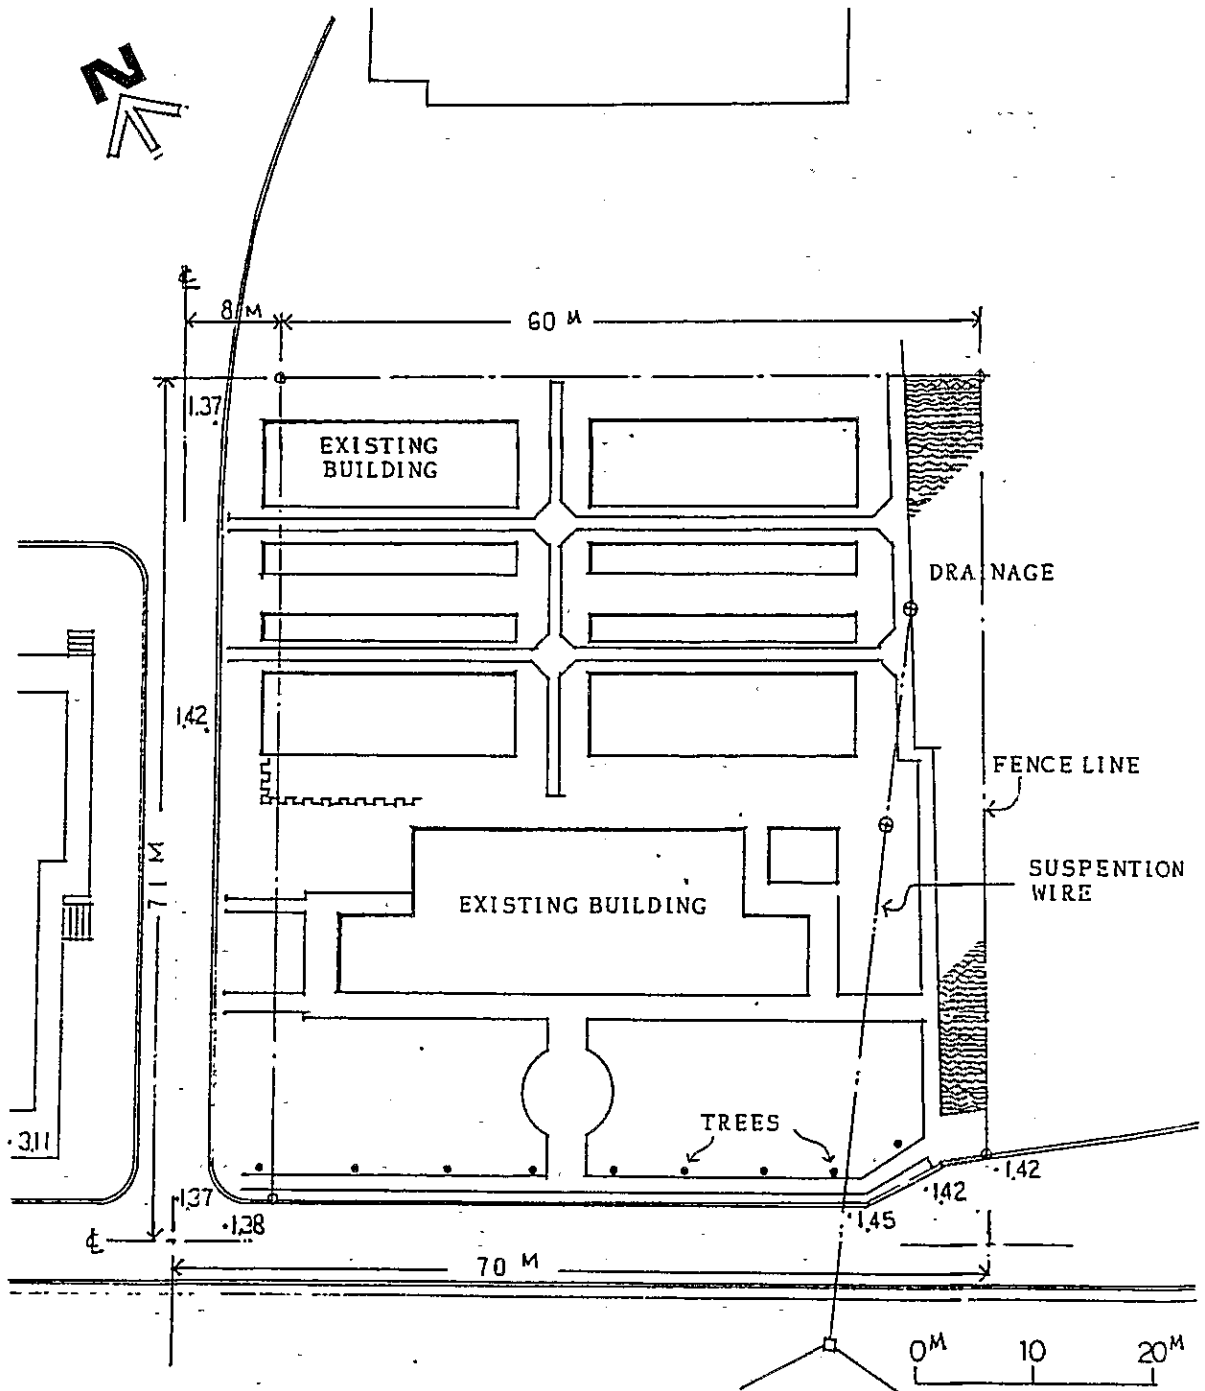 N
℄
8 M
60 M
1.37
EXISTING
BUILDING
DRAINAGE
1.42
FENCE LINE
71 M
SUSPENTION
WIRE
EXISTING BUILDING
TREES
3.11
1.42
1.37
1.42
1.38
1.45
℄
70 M
0M 10 20M